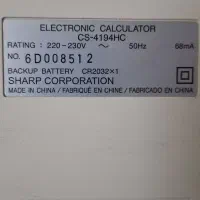 ELECTRONIC CALCULATOR
CS-4194HC
RATING : 220-230V ~ 50Hz 68mA
NO. 6D008512
BACKUP BATTERY CR2032×1
SHARP CORPORATION
MADE IN CHINA / FABRIQUÉ EN CHINE / FABRICADO EN CHINA